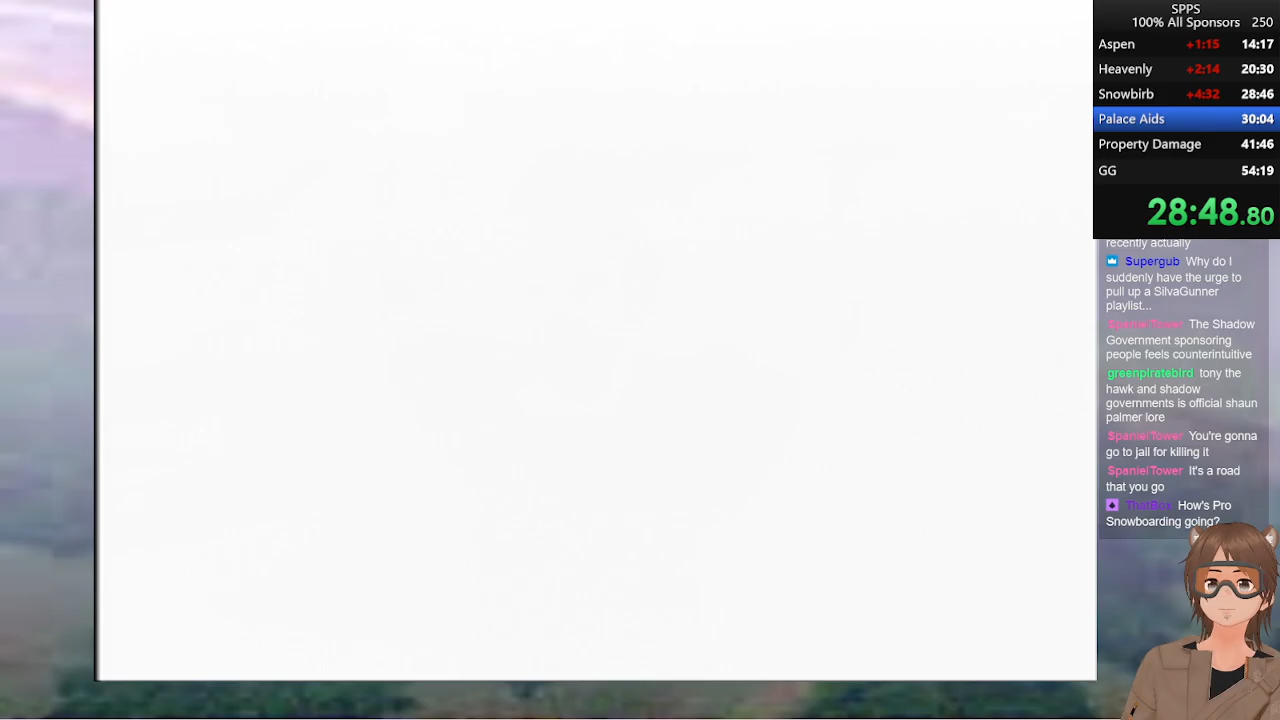 SPPS
100% All Sponsors 250
Aspen +1:15 14:17
Heavenly +2:14 20:30
Snowbirb +4:32 28:46
Palace Aids 30:04
Property Damage 41:46
GG 54:19
28:48.80
recently actually
Supergub Why do I
suddenly have the urge to
pull up a SilvaGunner
playlist...
SpanielTower The Shadow
Government sponsoring
people feels counterintuitive
greenpiratebird tony the
hawk and shadow
governments is official shaun
palmer lore
SpanielTower You're gonna
go to jail for killing it
SpanielTower It's a road
that you go
ThatBox How's Pro
Snowboarding going?